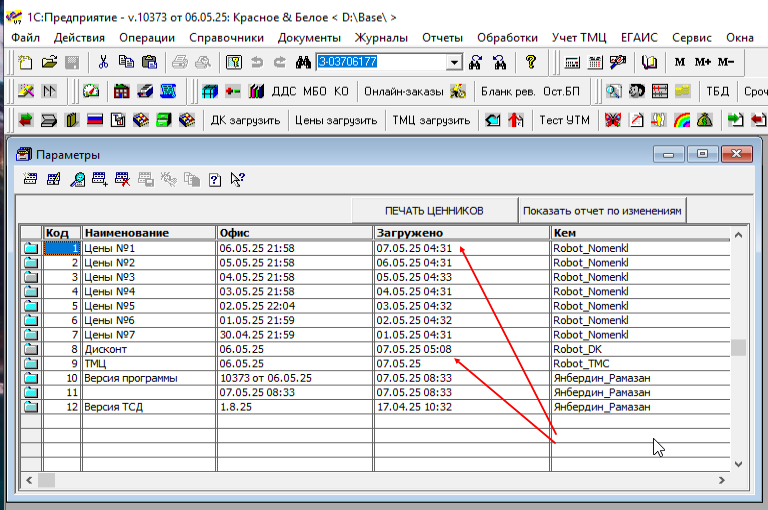 1С:Предприятие - v.10373 от 06.05.25: Красное & Белое < D:\Base\ >
Файл Действия Операции Справочники Документы Журналы Отчеты Обработки Учет ТМЦ ЕГАИС Сервис Окна
3-03706177 M M+ M-
ДДС МБО КО Онлайн-заказы Бланк рев. Ост.БП ТБД Сроч
ДК загрузить Цены загрузить ТМЦ загрузить Тест УТМ
Параметры
ПЕЧАТЬ ЦЕННИКОВ Показать отчет по изменениям
Код Наименование Офис Загружено Кем
1 Цены №1 06.05.25 21:58 07.05.25 04:31 Robot_Nomenkl
2 Цены №2 05.05.25 21:58 06.05.25 04:31 Robot_Nomenkl
3 Цены №3 04.05.25 21:58 05.05.25 04:33 Robot_Nomenkl
4 Цены №4 03.05.25 21:58 04.05.25 04:31 Robot_Nomenkl
5 Цены №5 02.05.25 22:04 03.05.25 04:32 Robot_Nomenkl
6 Цены №6 01.05.25 21:59 02.05.25 04:32 Robot_Nomenkl
7 Цены №7 30.04.25 21:59 01.05.25 04:31 Robot_Nomenkl
8 Дисконт 06.05.25 07.05.25 05:08 Robot_DK
9 ТМЦ 06.05.25 07.05.25 Robot_TMC
10 Версия программы 10373 от 06.05.25 07.05.25 08:33 Янбердин_Рамазан
11 07.05.25 08:33 07.05.25 08:33 Янбердин_Рамазан
12 Версия ТСД 1.8.25 17.04.25 10:32 Янбердин_Рамазан